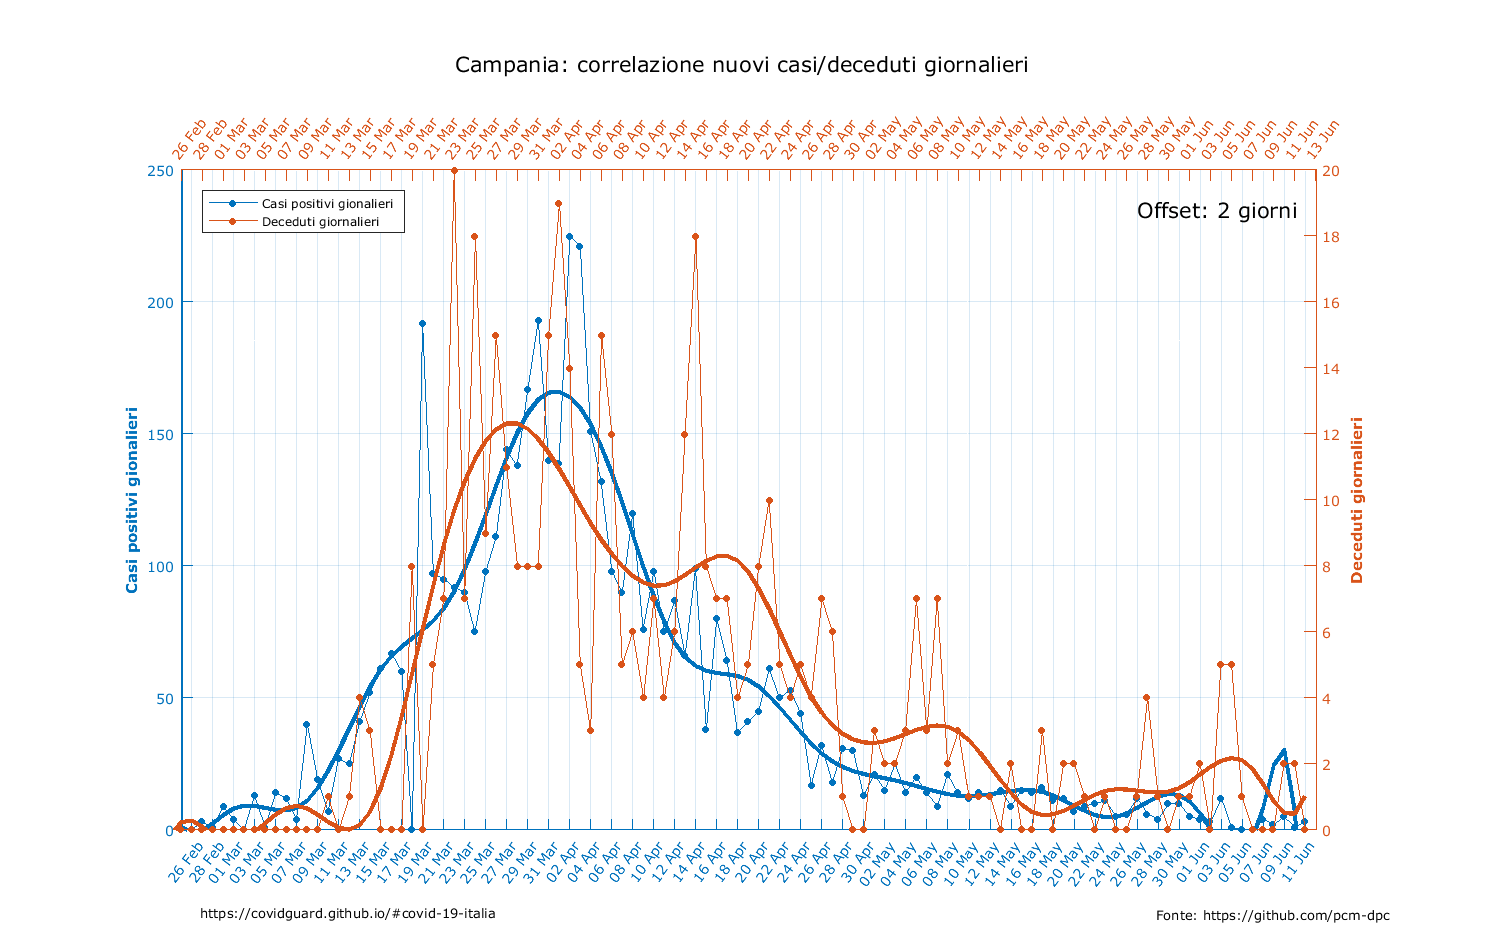 Campania: correlazione nuovi casi/deceduti giornalieri
26 Feb
28 Feb
01 Mar
03 Mar
05 Mar
07 Mar
09 Mar
11 Mar
13 Mar
15 Mar
17 Mar
19 Mar
21 Mar
23 Mar
25 Mar
27 Mar
29 Mar
31 Mar
02 Apr
04 Apr
06 Apr
08 Apr
10 Apr
12 Apr
14 Apr
16 Apr
18 Apr
20 Apr
22 Apr
24 Apr
26 Apr
28 Apr
30 Apr
02 May
04 May
06 May
08 May
10 May
12 May
14 May
16 May
18 May
20 May
22 May
24 May
26 May
28 May
30 May
01 Jun
03 Jun
05 Jun
07 Jun
09 Jun
11 Jun
13 Jun
250
200
150
100
50
0
Casi positivi gionalieri
Casi positivi gionalieri
Deceduti giornalieri
Offset: 2 giorni
20
18
16
14
12
10
8
6
4
2
0
Deceduti giornalieri
26 Feb
28 Feb
01 Mar
03 Mar
05 Mar
07 Mar
09 Mar
11 Mar
13 Mar
15 Mar
17 Mar
19 Mar
21 Mar
23 Mar
25 Mar
27 Mar
29 Mar
31 Mar
02 Apr
04 Apr
06 Apr
08 Apr
10 Apr
12 Apr
14 Apr
16 Apr
18 Apr
20 Apr
22 Apr
24 Apr
26 Apr
28 Apr
30 Apr
02 May
04 May
06 May
08 May
10 May
12 May
14 May
16 May
18 May
20 May
22 May
24 May
26 May
28 May
30 May
01 Jun
03 Jun
05 Jun
07 Jun
09 Jun
11 Jun
https://covidguard.github.io/#covid-19-italia
Fonte: https://github.com/pcm-dpc